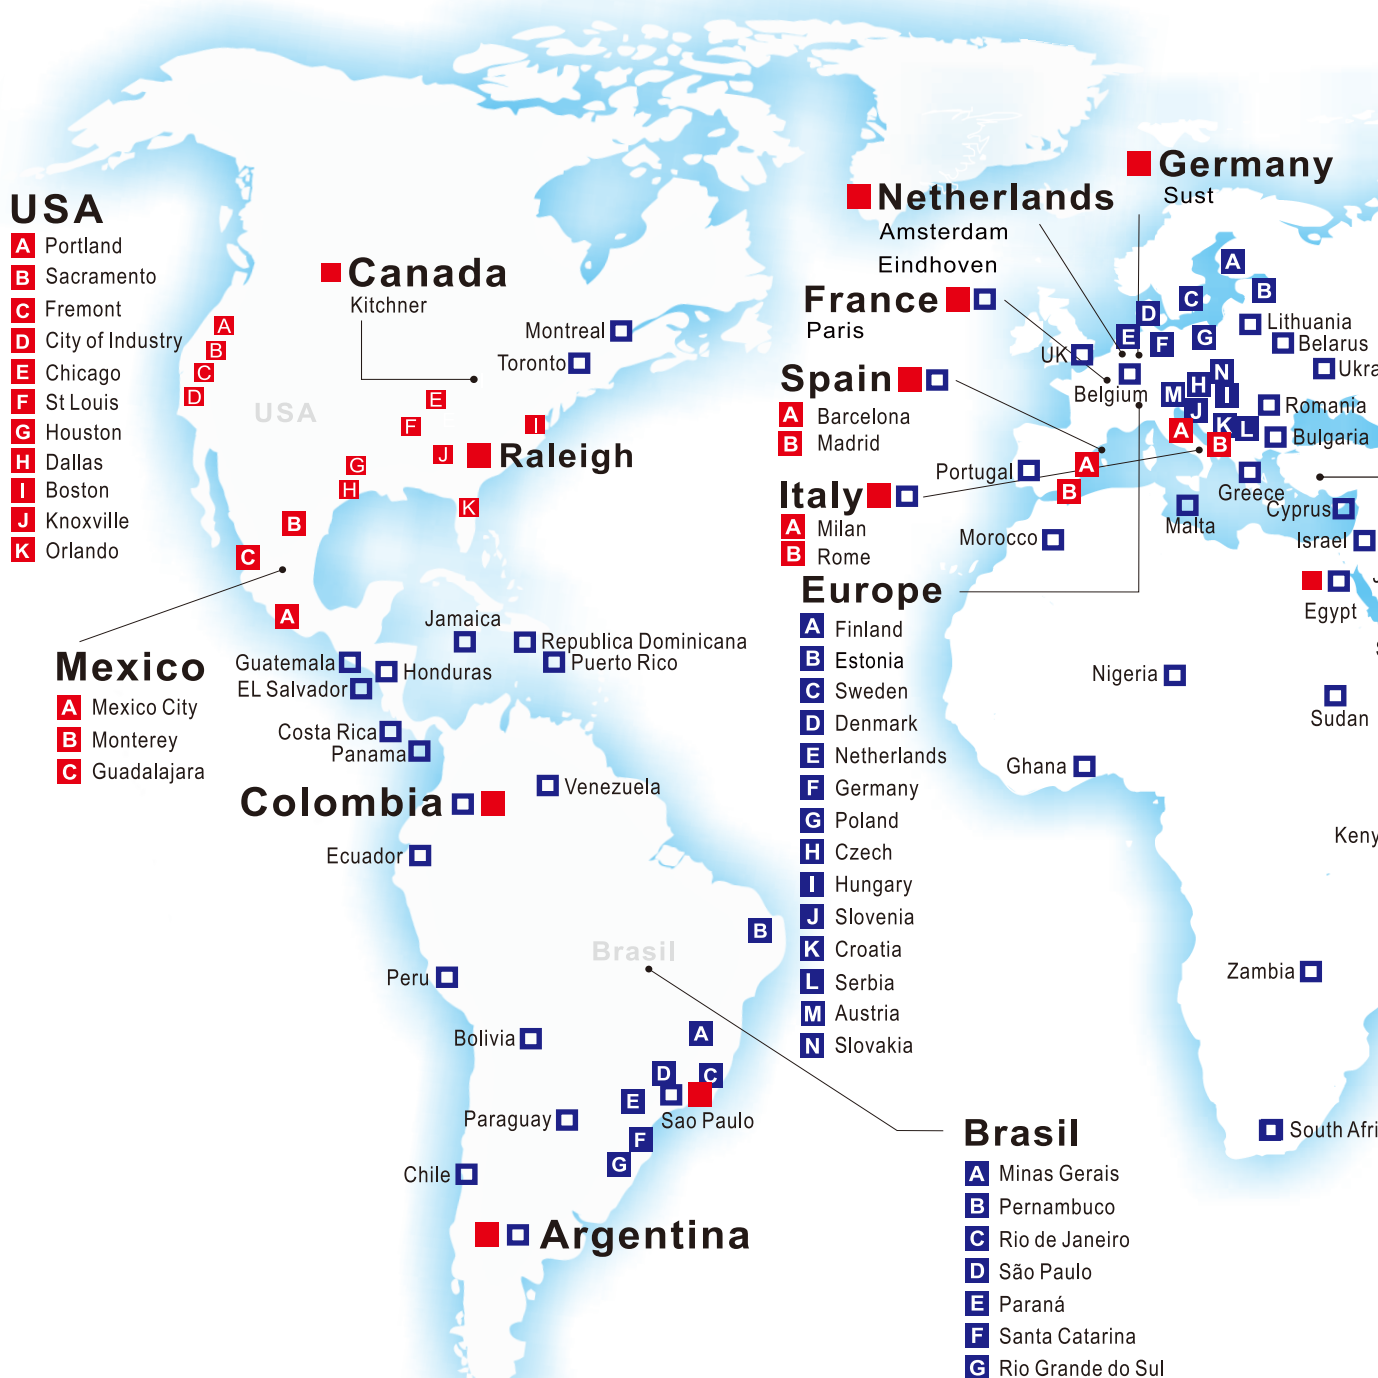 USA
A Portland
B Sacramento
C Fremont
D City of Industry
E Chicago
F St Louis
G Houston
H Dallas
I Boston
J Knoxville
K Orlando
Canada
Kitchner
Montreal
Toronto
A
B
C
D
USA
E
F
I
J
Raleigh
G
H
K
B
C
A
Mexico
A Mexico City
B Monterey
C Guadalajara
Jamaica
Republica Dominicana
Puerto Rico
Guatemala
Honduras
EL Salvador
Costa Rica
Panama
Colombia
Venezuela
Ecuador
B
Brasil
Peru
Bolivia
A
D
C
E
Sao Paulo
Paraguay
F
G
Chile
Argentina
Germany
Sust
Netherlands
Amsterdam
Eindhoven
France
Paris
Spain
A Barcelona
B Madrid
Italy
A Milan
B Rome
Europe
A Finland
B Estonia
C Sweden
D Denmark
E Netherlands
F Germany
G Poland
H Czech
I Hungary
J Slovenia
K Croatia
L Serbia
M Austria
N Slovakia
A
B
C
D
Lithuania
E
F
G
Belarus
UK
Ukra
Belgium
N
H
M
I
J
Romania
A
K
L
B
Bulgaria
Portugal
A
B
Greece
Malta
Cyprus
Morocco
Israel
Egypt
Nigeria
Sudan
Ghana
Keny
Zambia
South Afri
Brasil
A Minas Gerais
B Pernambuco
C Rio de Janeiro
D São Paulo
E Paraná
F Santa Catarina
G Rio Grande do Sul